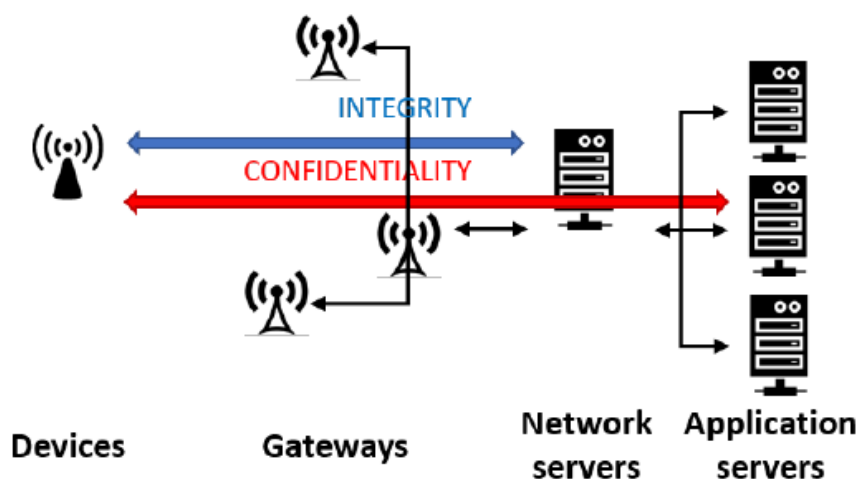 INTEGRITY
CONFIDENTIALITY
Devices
Gateways
Network
servers
Application
servers